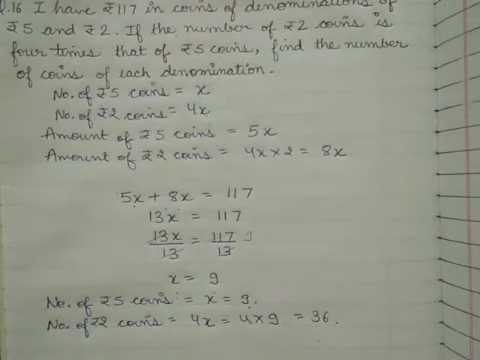 Q.16 I have ₹117 in coins of denominations of
₹5 and ₹2. If the number of ₹2 coins is
four times that of ₹5 coins, find the number
of coins of each denomination.
No. of ₹5 coins = x
No. of ₹2 coins = 4x
Amount of ₹5 coins = 5x
Amount of ₹2 coins = 4x×2 = 8x
5x + 8x = 117
13x = 117
13x/13 = 117/13
x = 9
No. of ₹5 coins = x = 9.
No. of ₹2 coins = 4x = 4×9 = 36.